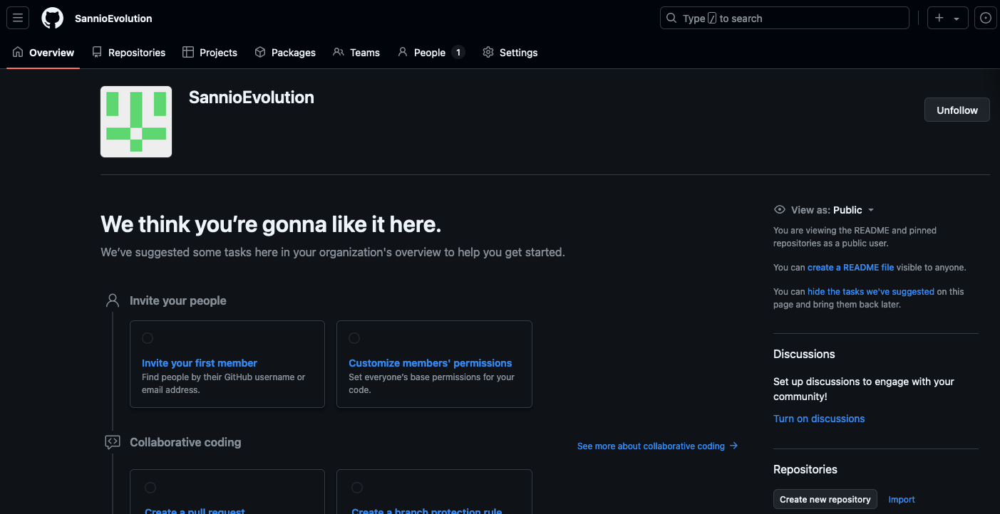 SannioEvolution
Type / to search
Overview
Repositories
Projects
Packages
Teams
People 1
Settings
SannioEvolution
Unfollow
We think you’re gonna like it here.
We’ve suggested some tasks here in your organization's overview to help you get started.
Invite your people
Invite your first member
Find people by their GitHub username or
email address.
Customize members' permissions
Set everyone’s base permissions for your
code.
Collaborative coding
See more about collaborative coding →
Create a pull request
Create a branch protection rule
View as: Public
You are viewing the README and pinned
repositories as a public user.
You can create a README file visible to anyone.
You can hide the tasks we've suggested on this
page and bring them back later.
Discussions
Set up discussions to engage with your
community!
Turn on discussions
Repositories
Create new repository
Import